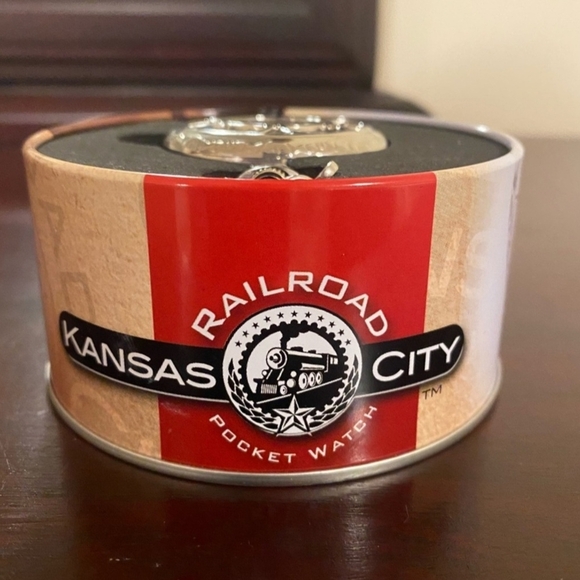 RAILROAD
KANSAS CITY
TM
POCKET WATCH